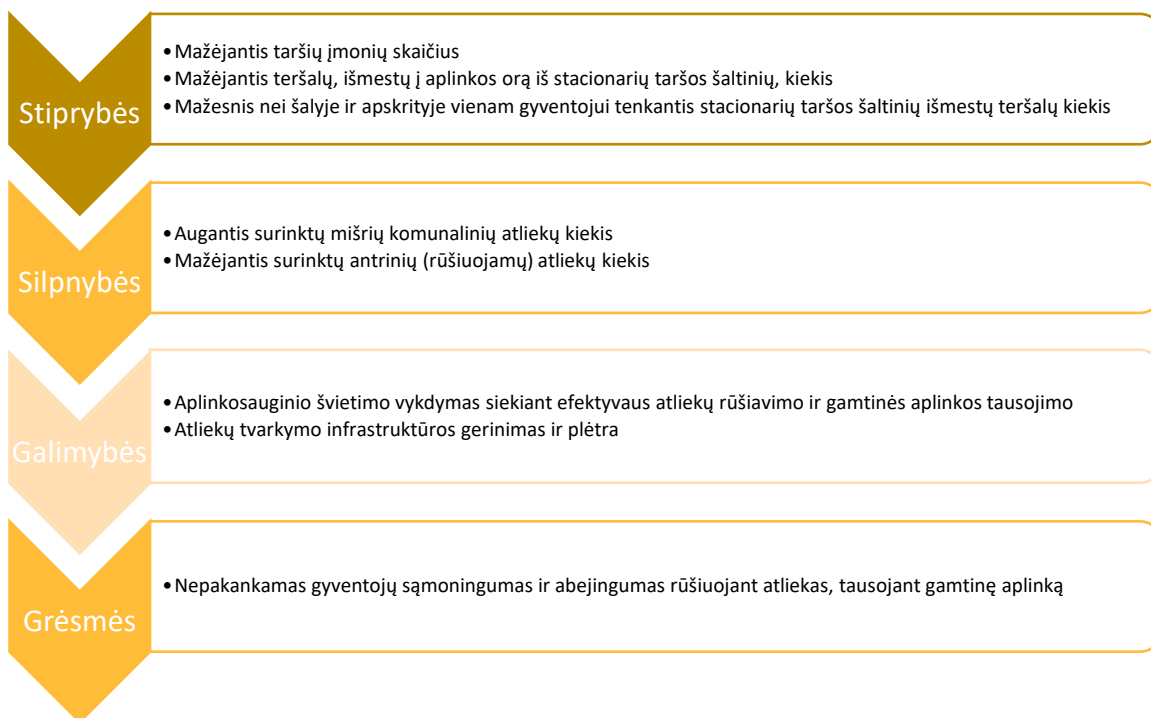 Stiprybės
• Mažėjantis taršių įmonių skaičius
• Mažėjantis teršalų, išmestų į aplinkos orą iš stacionarių taršos šaltinių, kiekis
• Mažesnis nei šalyje ir apskrityje vienam gyventojui tenkantis stacionarių taršos šaltinių išmestų teršalų kiekis
Silpnybės
• Augantis surinktų mišrių komunalinių atliekų kiekis
• Mažėjantis surinktų antrinių (rūšiuojamų) atliekų kiekis
Galimybės
• Aplinkosauginio švietimo vykdymas siekiant efektyvaus atliekų rūšiavimo ir gamtinės aplinkos tausojimo
• Atliekų tvarkymo infrastruktūros gerinimas ir plėtra
Grėsmės
• Nepakankamas gyventojų sąmoningumas ir abejingumas rūšiuojant atliekas, tausojant gamtinę aplinką